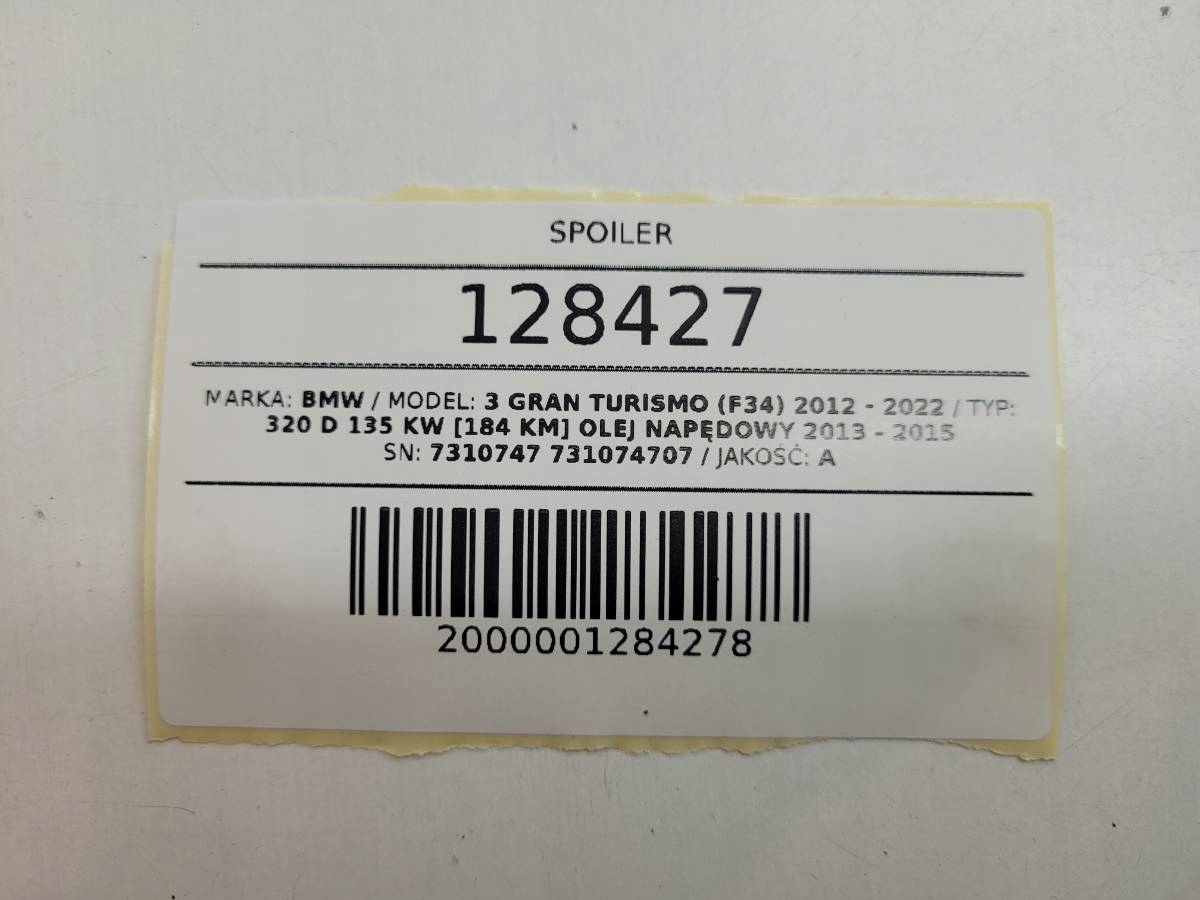 SPOILER
128427
MARKA: BMW / MODEL: 3 GRAN TURISMO (F34) 2012 - 2022 / TYP:
320 D 135 KW [184 KM] OLEJ NAPĘDOWY 2013 - 2015
SN: 7310747 731074707 / JAKOŚĆ: A
2000001284278